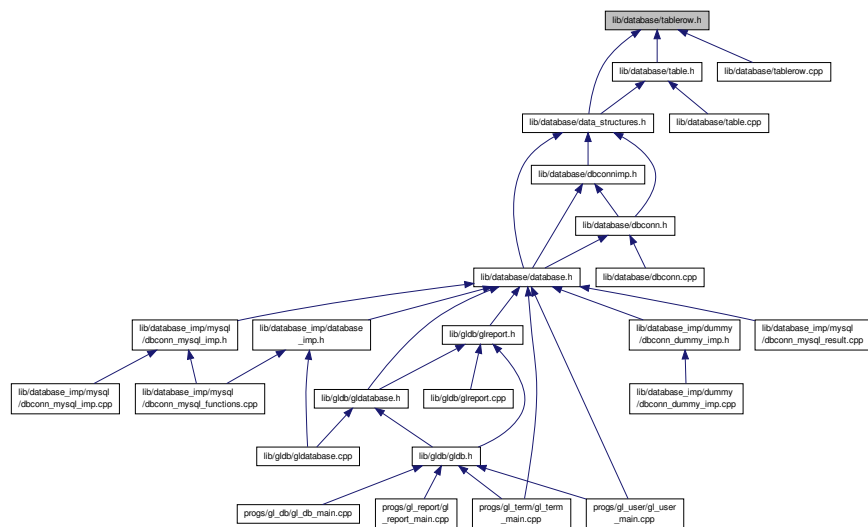 lib/database/tablerow.h
lib/database/table.h
lib/database/tablerow.cpp
lib/database/data_structures.h
lib/database/table.cpp
lib/database/dbconnimp.h
lib/database/dbconn.h
lib/database/database.h
lib/database/dbconn.cpp
lib/database_imp/mysql
/dbconn_mysql_imp.h
lib/database_imp/database
_imp.h
lib/gldb/glreport.h
lib/database_imp/dummy
/dbconn_dummy_imp.h
lib/database_imp/mysql
/dbconn_mysql_result.cpp
lib/database_imp/mysql
/dbconn_mysql_imp.cpp
lib/database_imp/mysql
/dbconn_mysql_functions.cpp
lib/gldb/gldatabase.h
lib/gldb/glreport.cpp
lib/database_imp/dummy
/dbconn_dummy_imp.cpp
lib/gldb/gldatabase.cpp
lib/gldb/gldb.h
progs/gl_db/gl_db_main.cpp
progs/gl_report/gl
_report_main.cpp
progs/gl_term/gl_term
_main.cpp
progs/gl_user/gl_user
_main.cpp